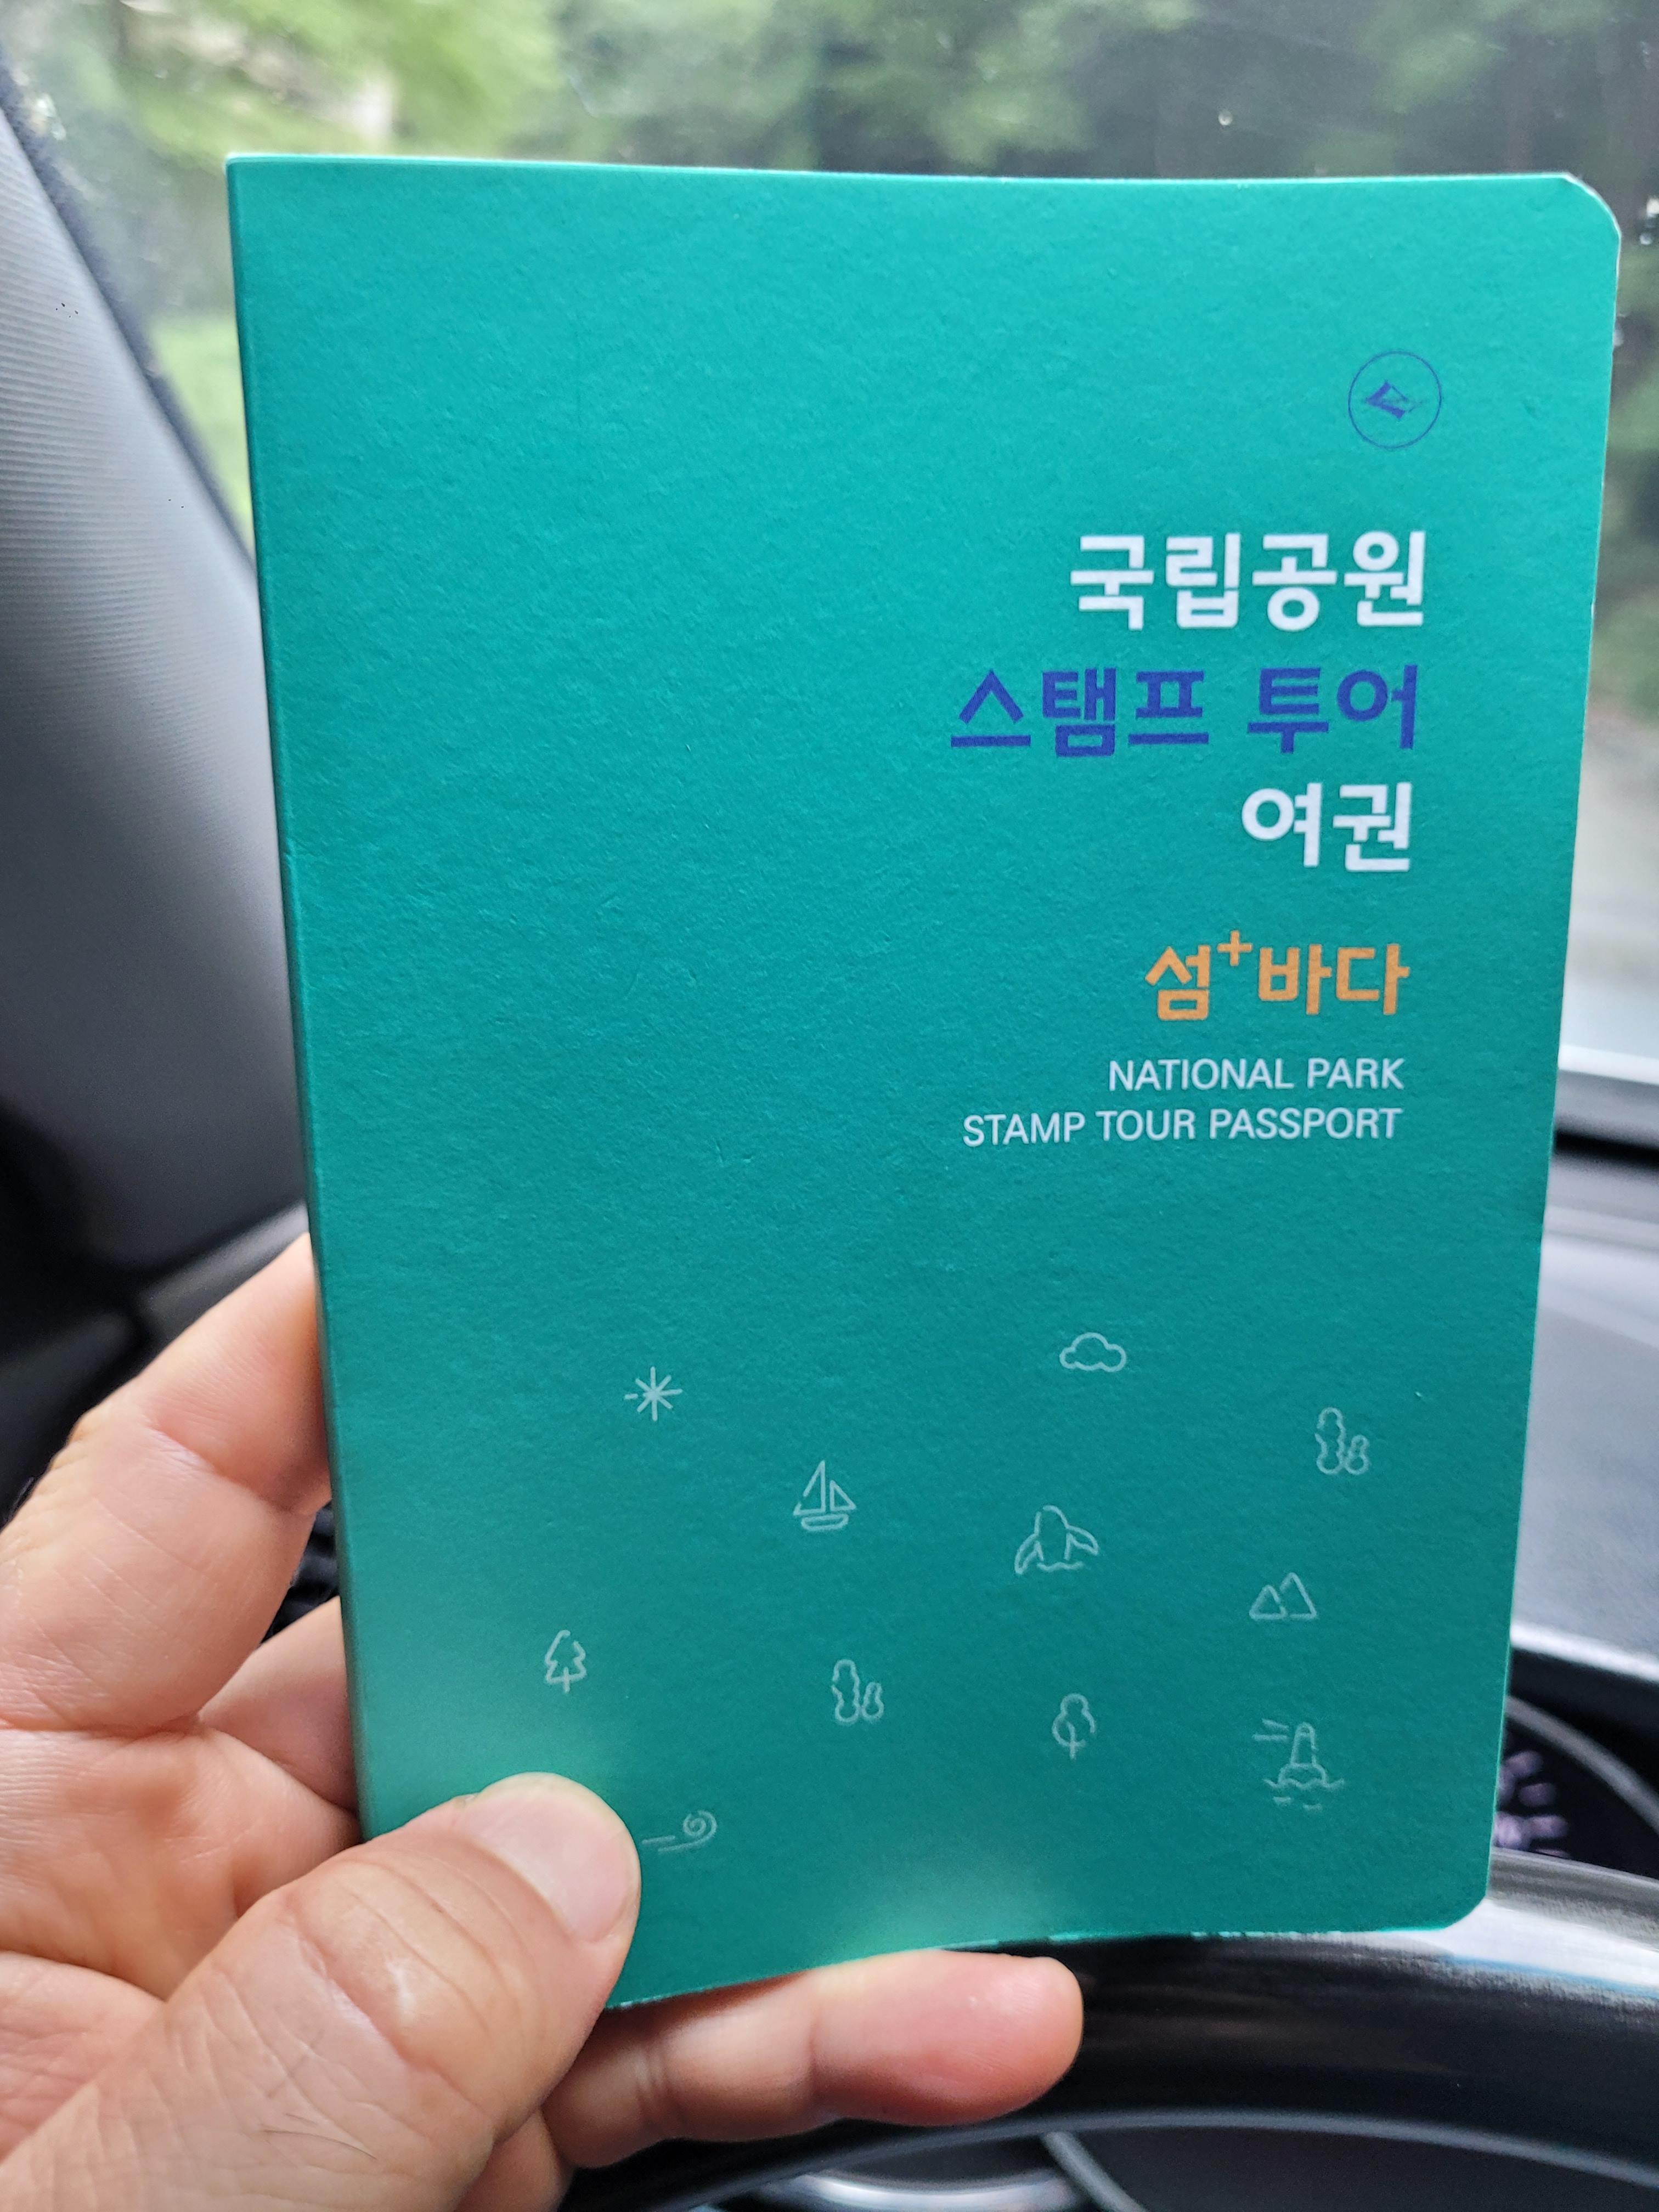 국립공원
스탬프 투어
여권
섬+바다
NATIONAL PARK
STAMP TOUR PASSPORT